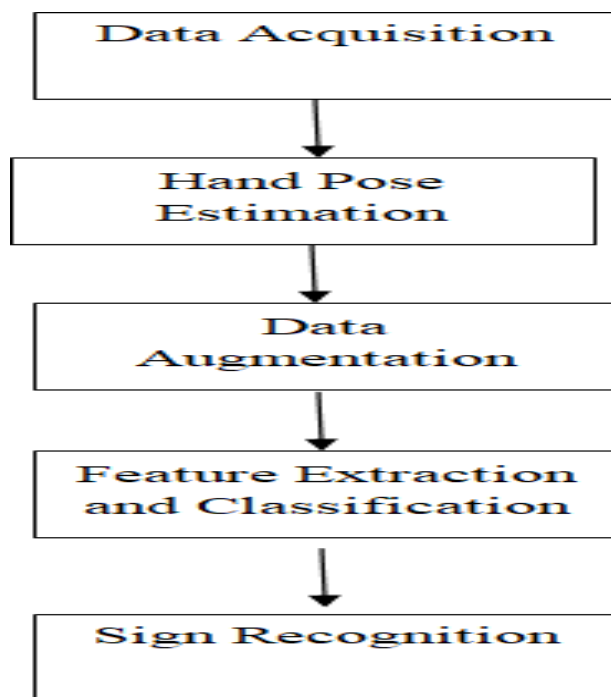 Data Acquisition
Hand Pose
Estimation
Data
Augmentation
Feature Extraction
and Classification
Sign Recognition